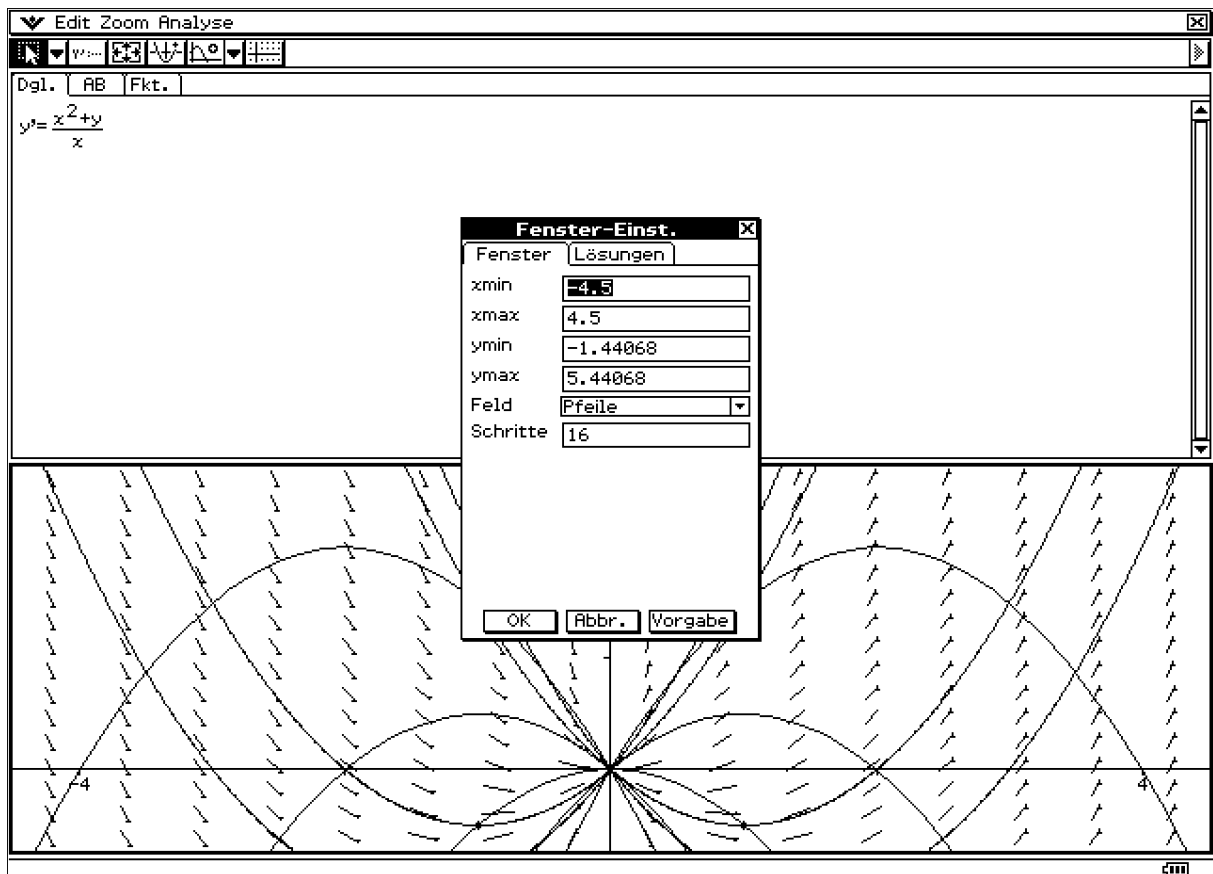 Edit Zoom Analyse
Dgl. AB Fkt.
y'= x²+y
x
Fenster-Einst.
Fenster Lösungen
xmin -4.5
xmax 4.5
ymin -1.44068
ymax 5.44068
Feld Pfeile
Schritte 16
OK Abbr. Vorgabe
-4 4